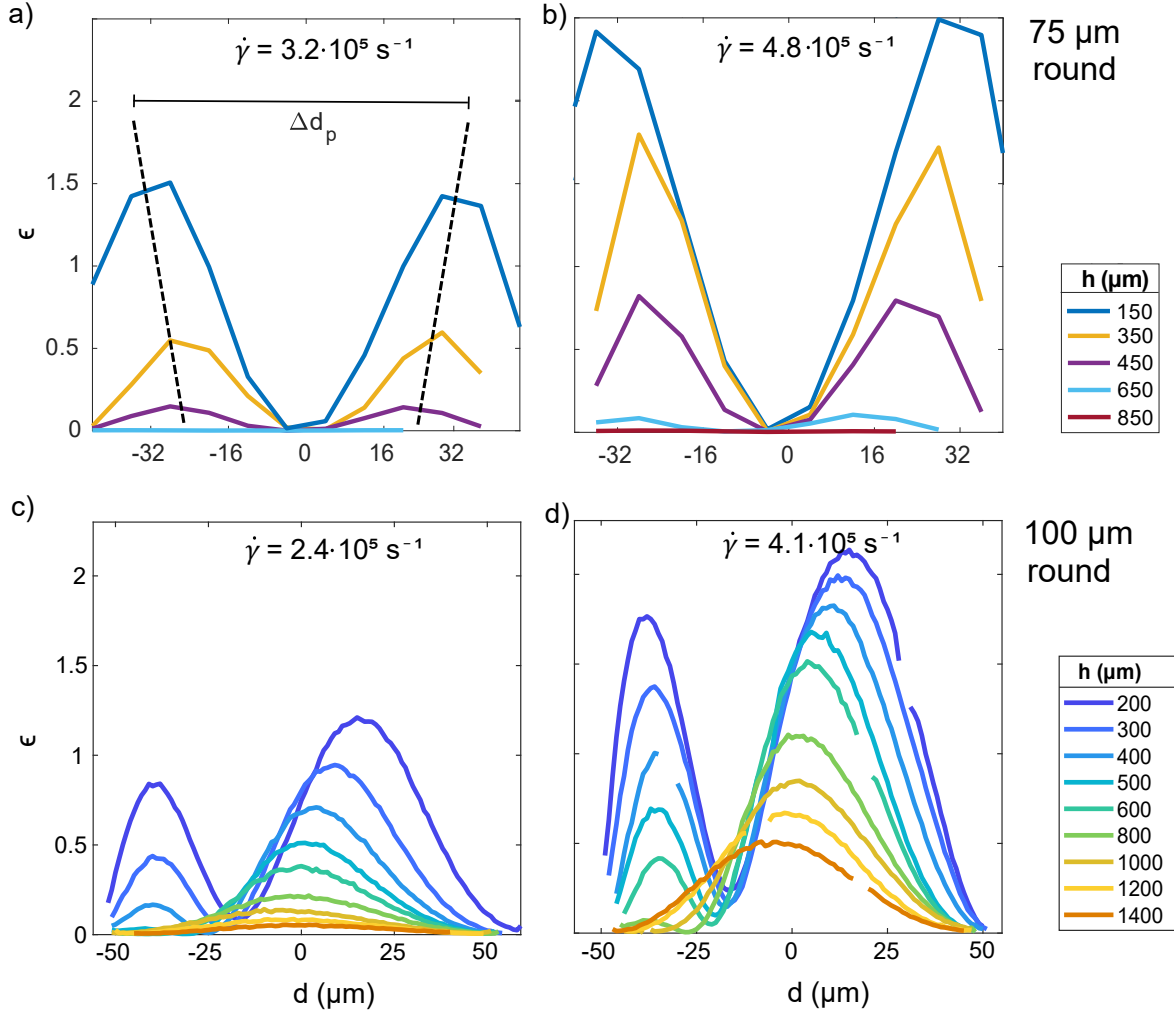 a)
γ̇ = 3.2·10⁵ s⁻¹
b)
γ̇ = 4.8·10⁵ s⁻¹
75 µm
round
Δdₚ
ϵ
2
1.5
1
0.5
0
-32
-16
0
16
32
-32
-16
0
16
32
h (µm)
150
350
450
650
850
c)
γ̇ = 2.4·10⁵ s⁻¹
d)
γ̇ = 4.1·10⁵ s⁻¹
100 µm
round
ϵ
2
1.5
1
0.5
0
-50
-25
0
25
50
d (µm)
-50
-25
0
25
50
d (µm)
h (µm)
200
300
400
500
600
800
1000
1200
1400